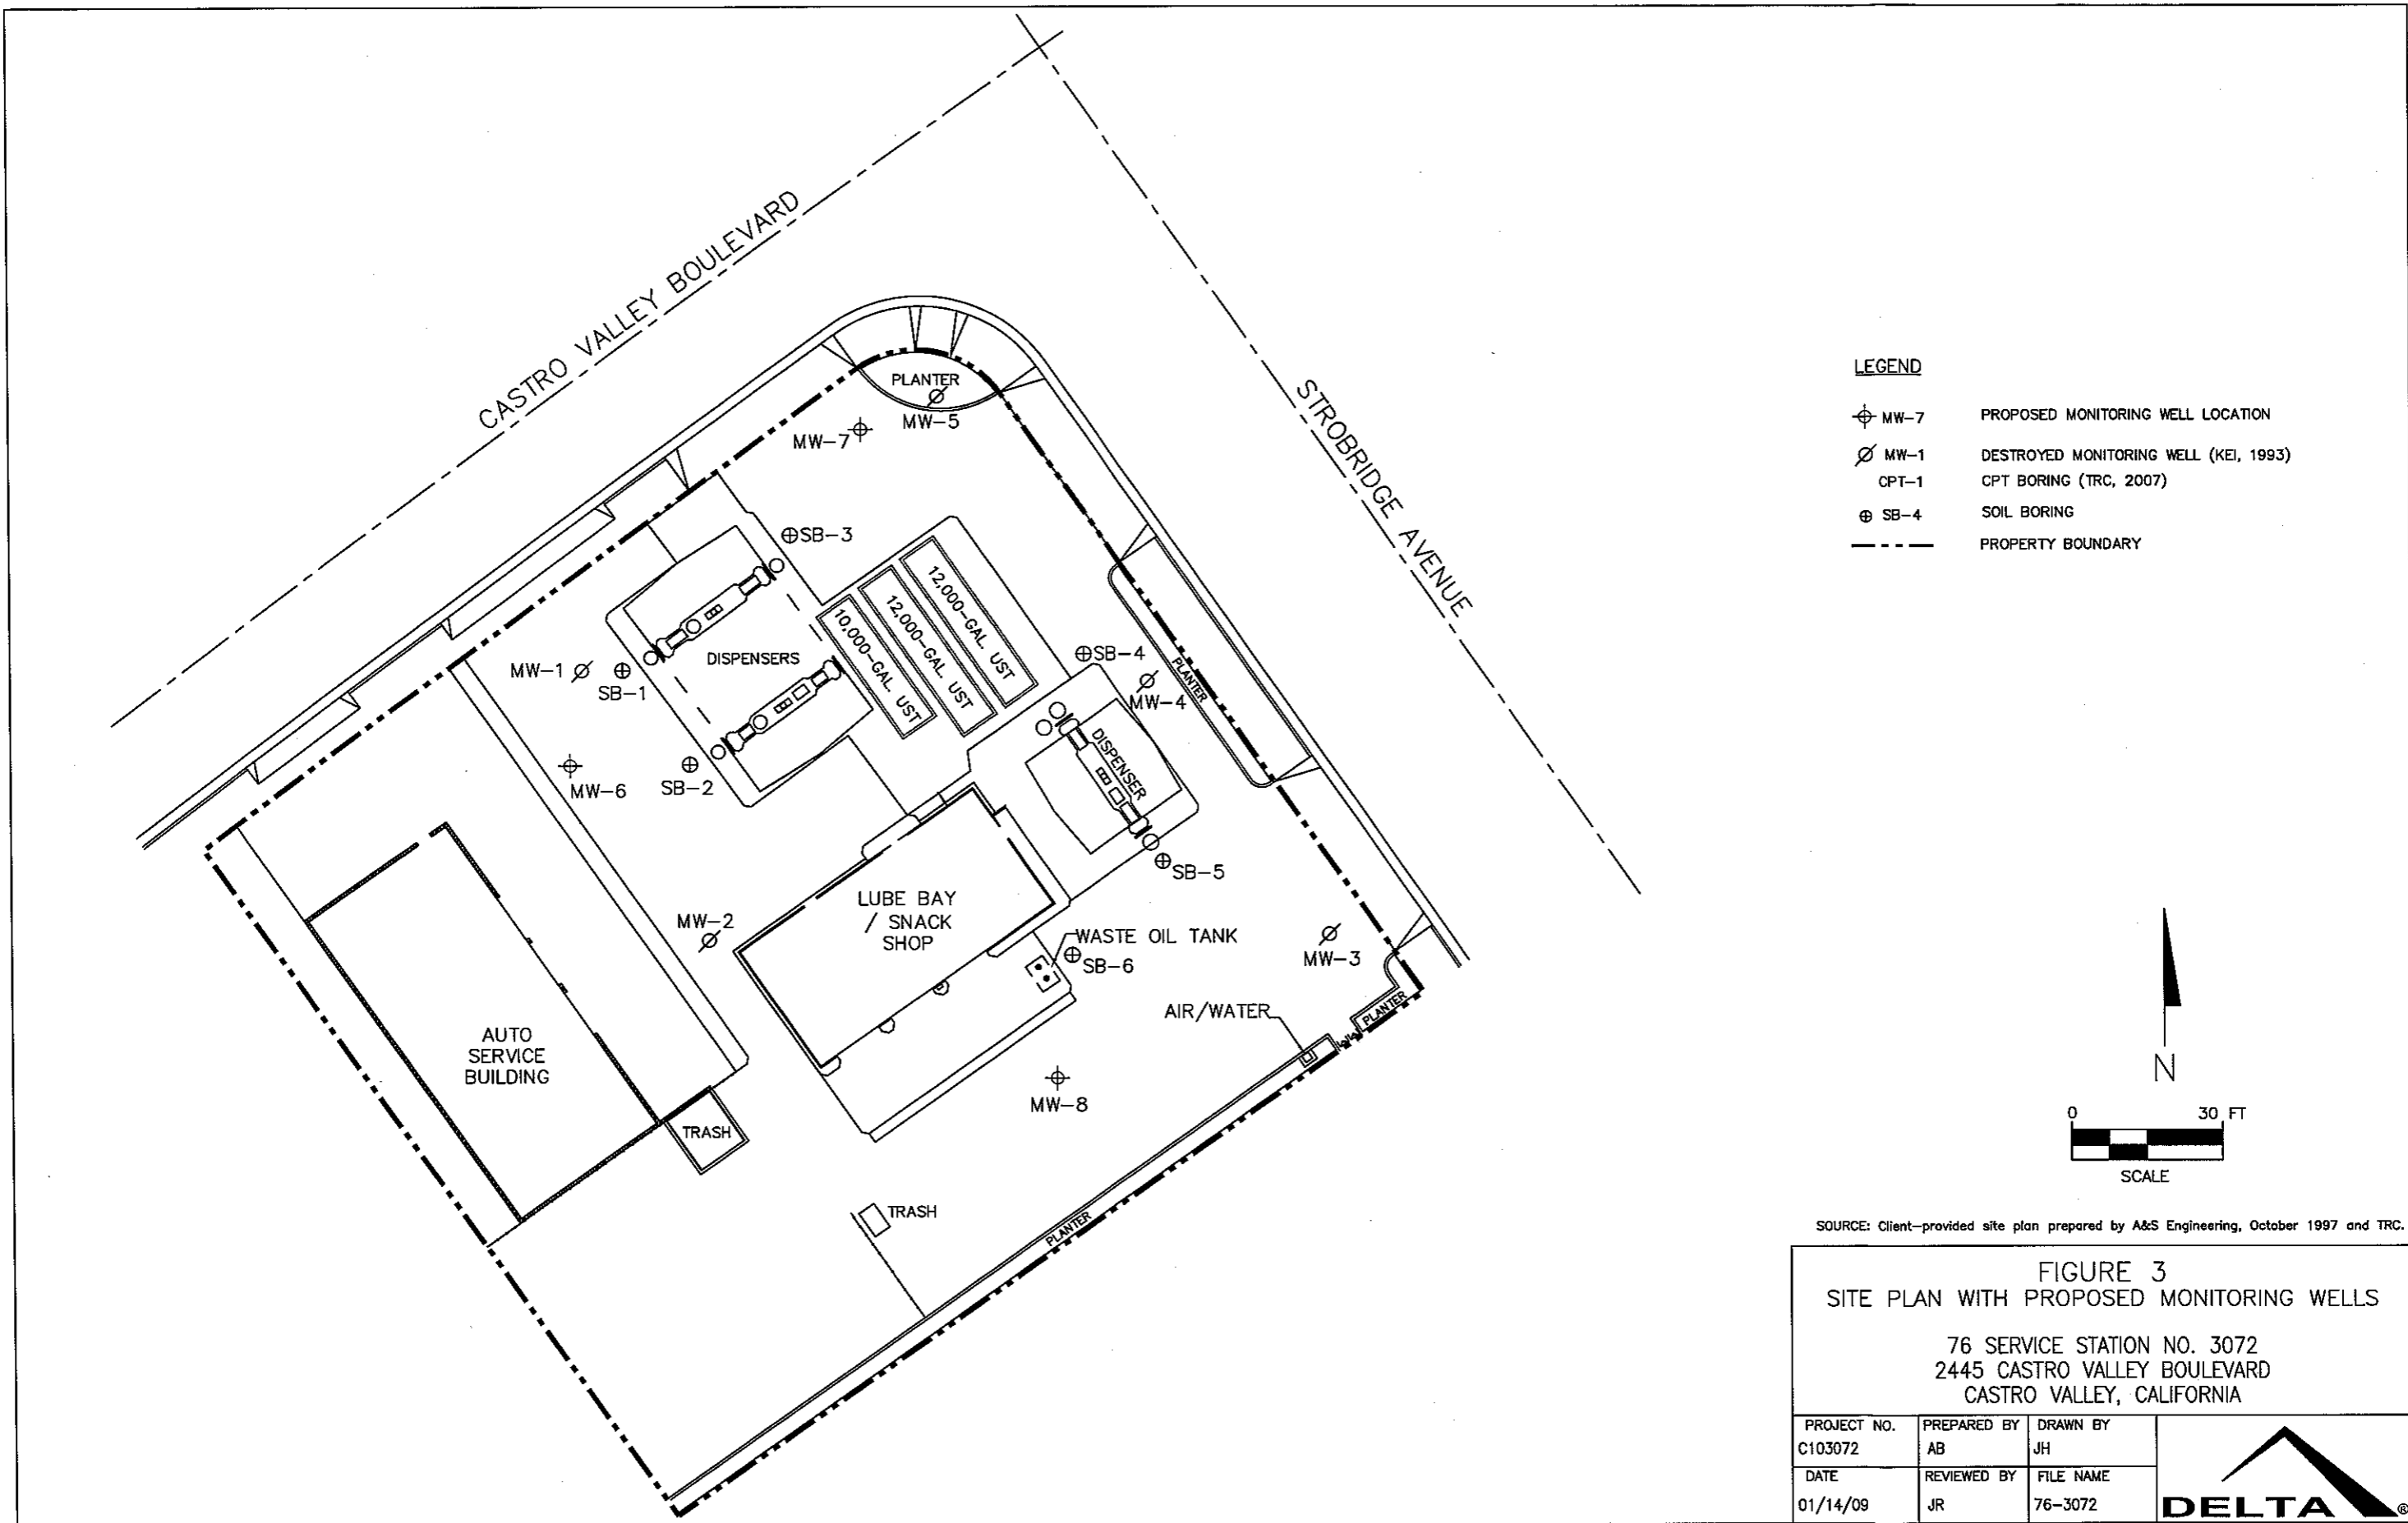 CASTRO VALLEY BOULEVARD
STROBRIDGE AVENUE
PLANTER
MW-5
MW-7
SB-3
12,000-GAL. UST
12,000-GAL. UST
10,000-GAL. UST
DISPENSERS
MW-1
SB-1
SB-4
MW-4
PLANTER
DISPENSER
MW-6
SB-2
SB-5
MW-2
LUBE BAY
/ SNACK
SHOP
WASTE OIL TANK
SB-6
MW-3
AIR/WATER
PLANTER
AUTO
SERVICE
BUILDING
MW-8
TRASH
TRASH
PLANTER
LEGEND
MW-7 PROPOSED MONITORING WELL LOCATION
MW-1 DESTROYED MONITORING WELL (KEI, 1993)
CPT-1 CPT BORING (TRC, 2007)
SB-4 SOIL BORING
PROPERTY BOUNDARY
N
0 30 FT
SCALE
SOURCE: Client-provided site plan prepared by A&S Engineering, October 1997 and TRC.
FIGURE 3
SITE PLAN WITH PROPOSED MONITORING WELLS
76 SERVICE STATION NO. 3072
2445 CASTRO VALLEY BOULEVARD
CASTRO VALLEY, CALIFORNIA
PROJECT NO. PREPARED BY DRAWN BY
C103072 AB JH
DATE REVIEWED BY FILE NAME
01/14/09 JR 76-3072
DELTA ®